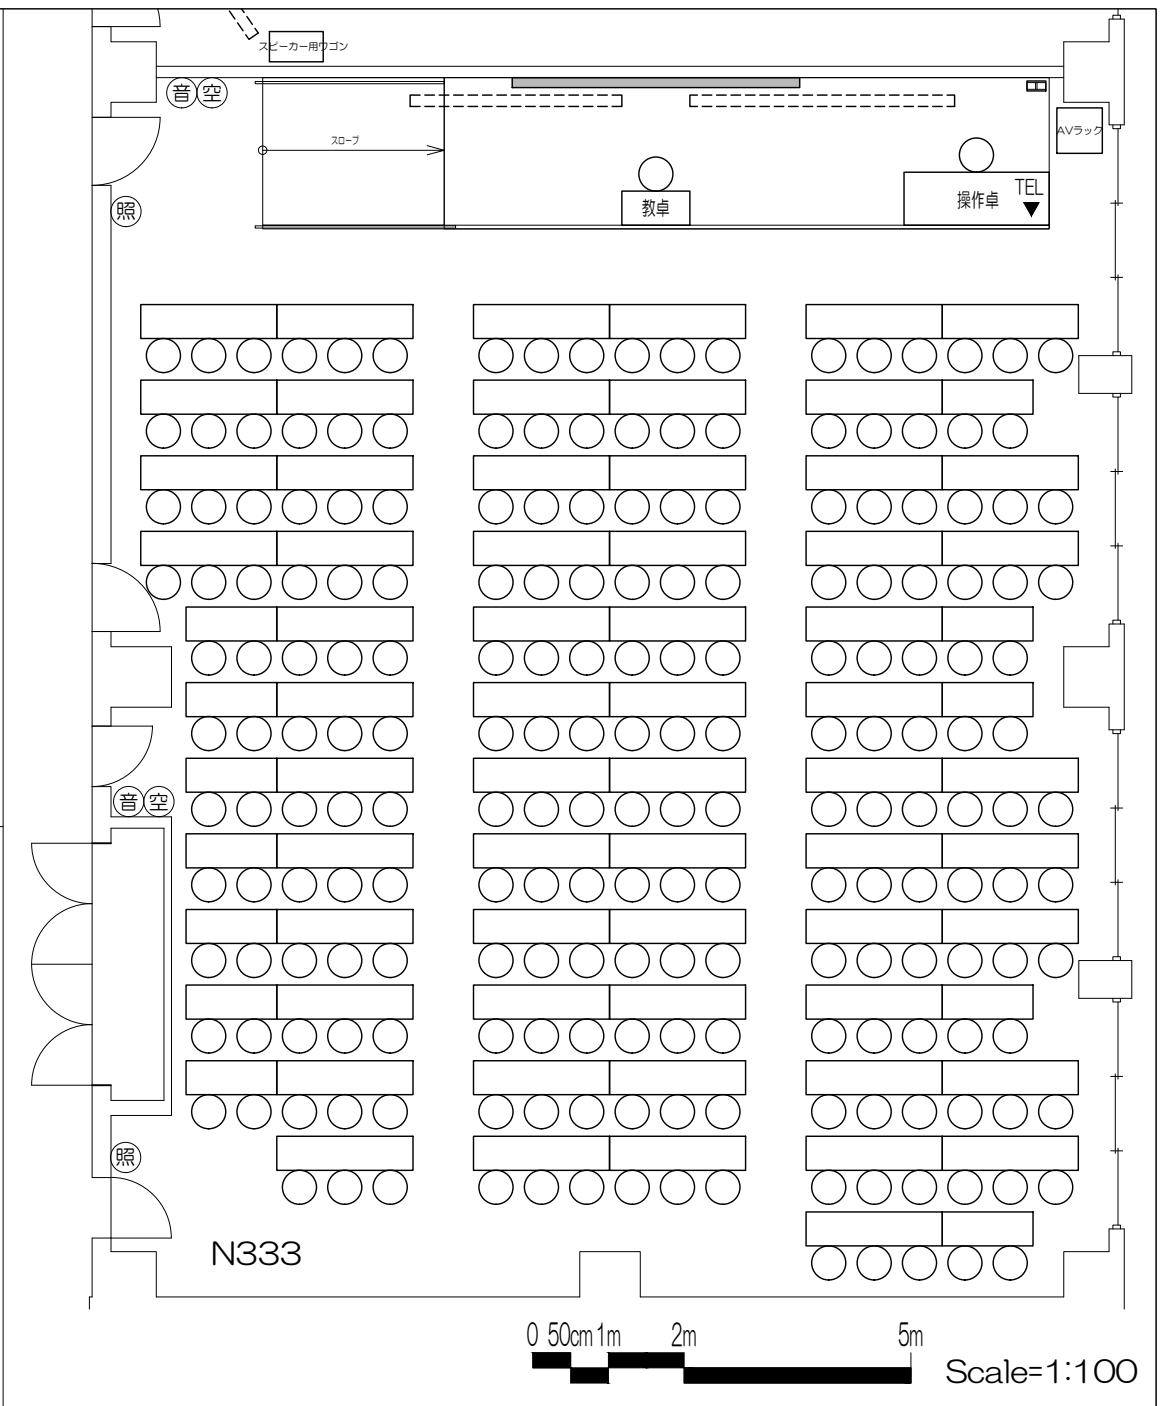 スピーカー用ワゴン
音 空
AVラック
スロープ
照
教卓
操作卓
TEL
音 空
照
N333
0 50cm 1m 2m 5m
Scale=1:100